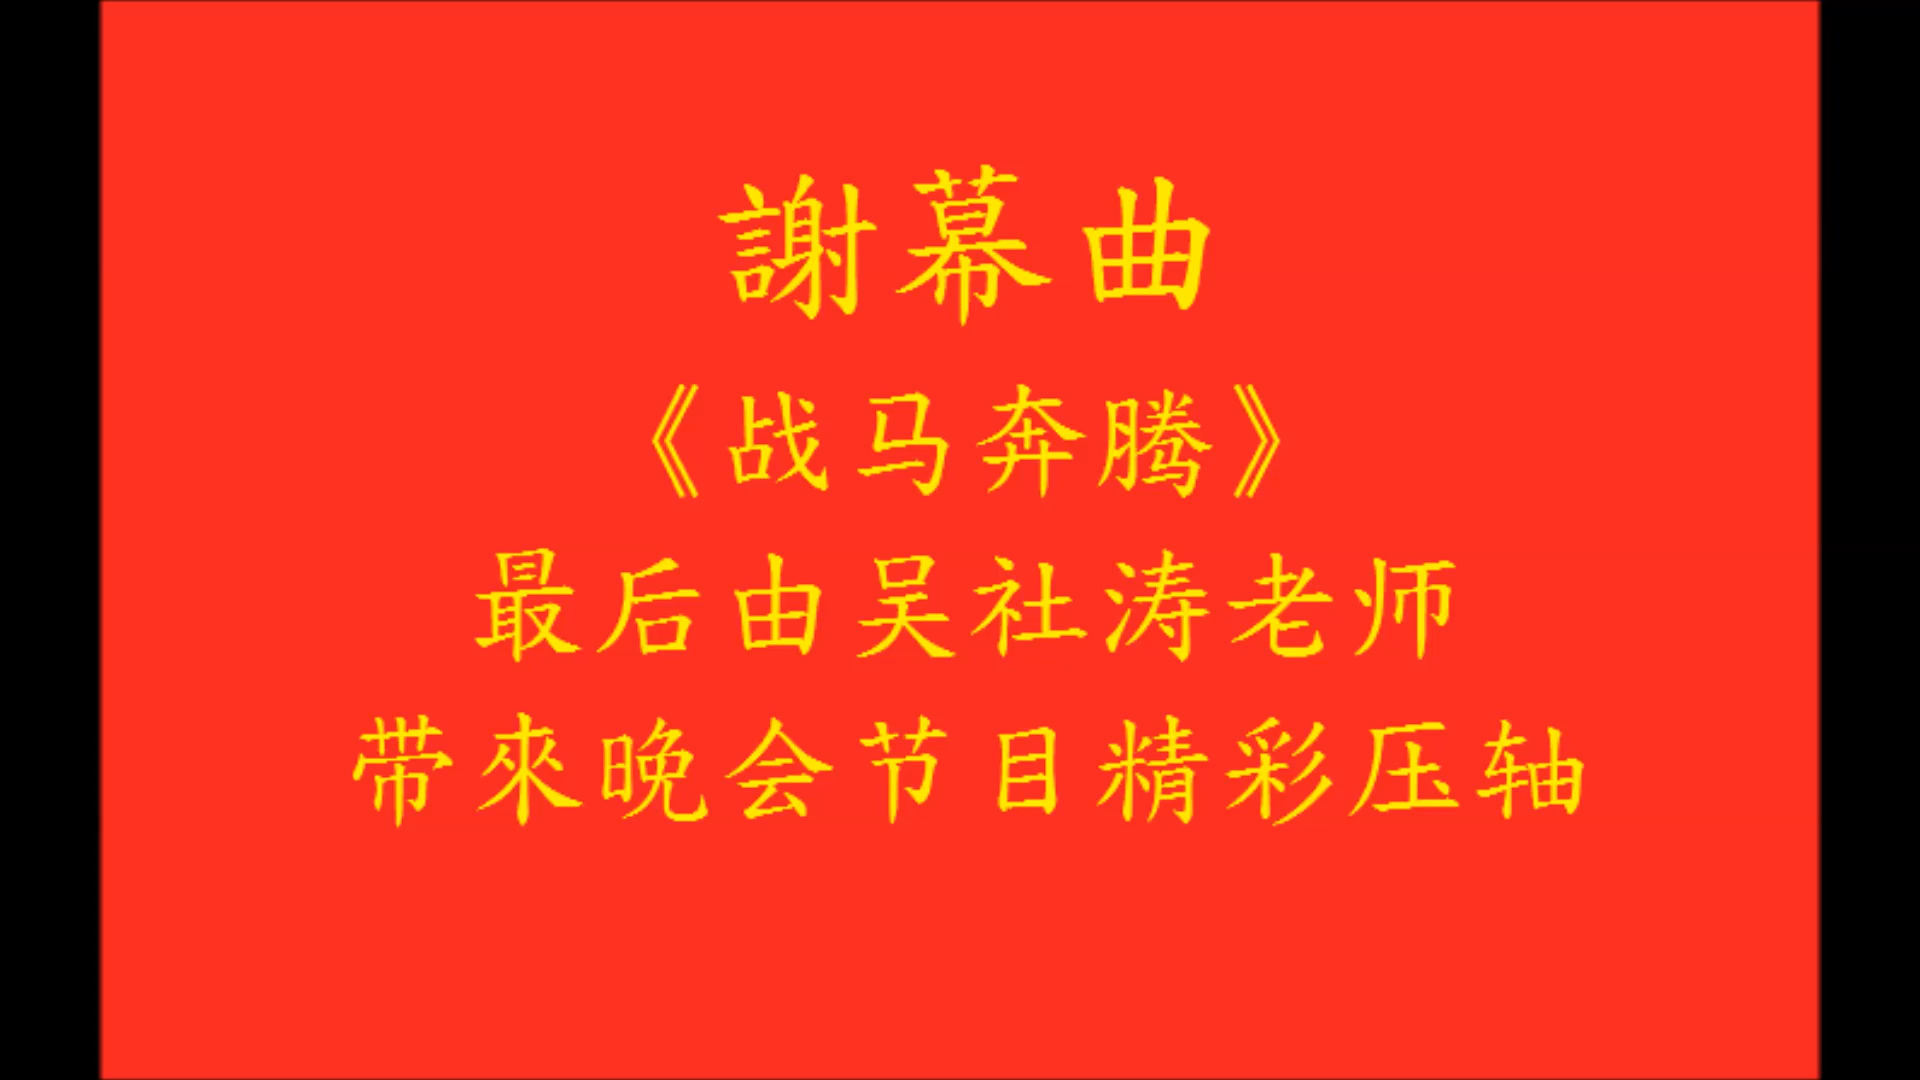 謝幕曲
《战马奔腾》
最后由吴社涛老师
带來晚会节目精彩压轴